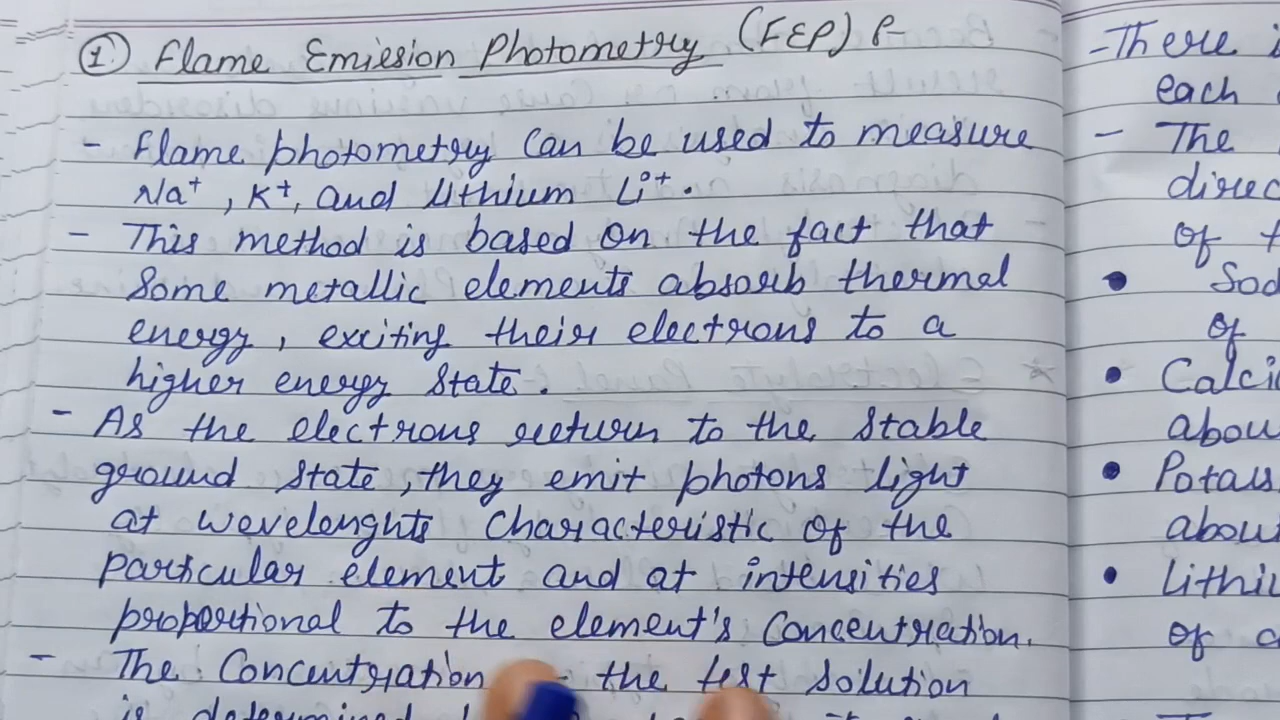 ① Flame Emission Photometry (FEP) :-
- Flame photometry can be used to measure
Na⁺, K⁺, and lithium Li⁺.
- This method is based on the fact that
Some metallic elements absorb thermal
energy, exciting their electrons to a
higher energy State.
- As the electrons return to the Stable
ground State, they emit photons light
at wavelenghts Characteristic of the
particular element and at intensities
proportional to the element's Concentration.
- The Concentration the test Solution
is determined
- There
each
- The
direc
of
• Sod
of
• Calci
abou
• Potass
abou
• Lithi
of